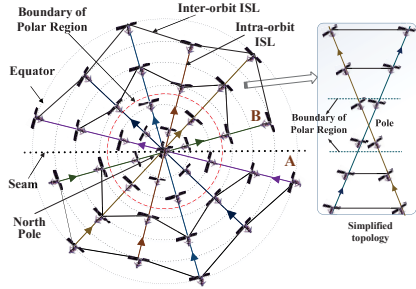 Inter-orbit ISL
Boundary of
Polar Region
Intra-orbit
ISL
Equator
B
A
Seam
North
Pole
Boundary of
Polar Region
Pole
Simplified
topology